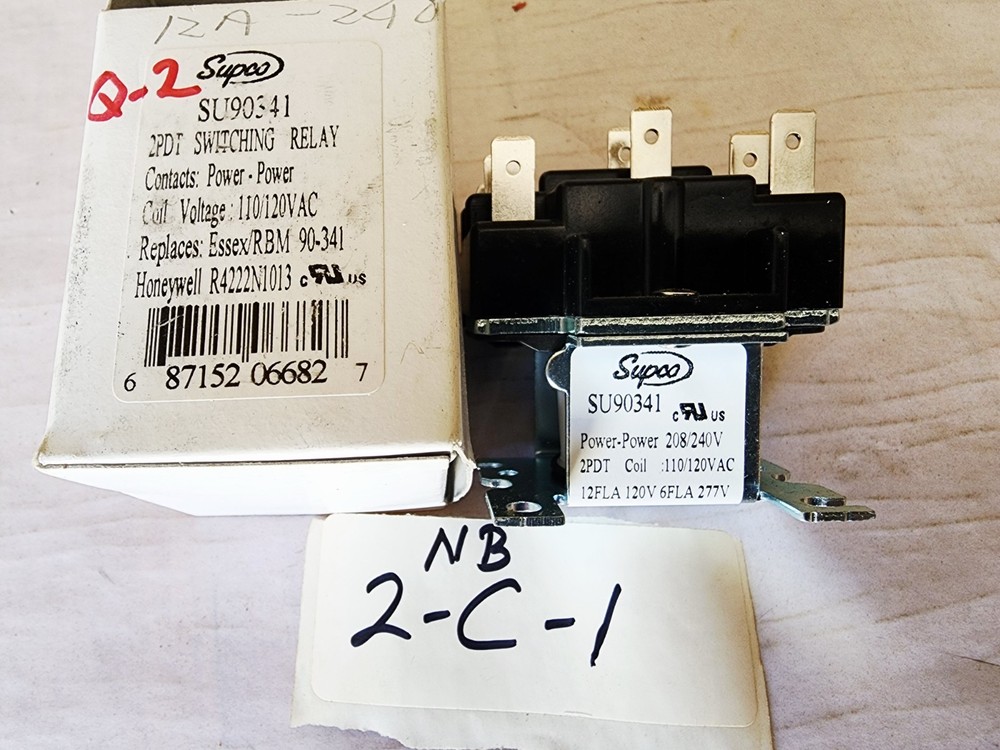 12A - 240
Q-2
Supco
SU90341
2PDT SWITCHING RELAY
Contacts: Power - Power
Coil Voltage : 110/120VAC
Replaces: Essex/RBM 90-341
Honeywell R4222N1013 c RU US
6 87152 06682 7
Supco
SU90341
c RU US
Power-Power 208/240V
2PDT Coil :110/120VAC
12FLA 120V 6FLA 277V
NB
2-C-1